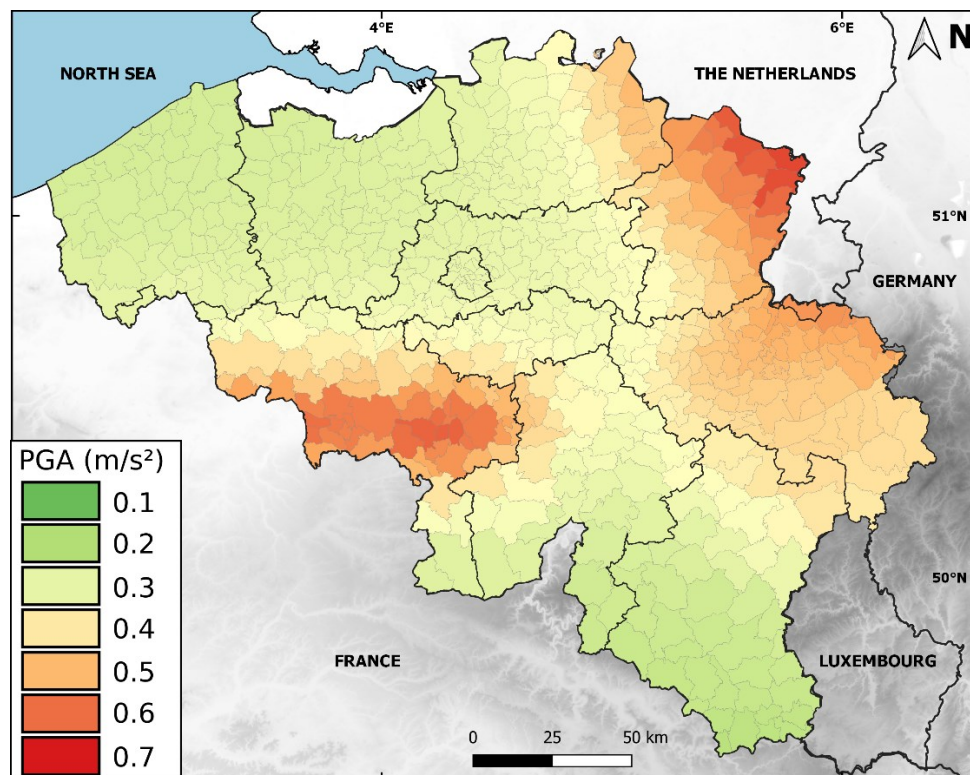 4°E
6°E
N
NORTH SEA
THE NETHERLANDS
51°N
GERMANY
PGA (m/s²)
0.1
0.2
0.3
0.4
0.5
0.6
0.7
50°N
FRANCE
LUXEMBOURG
0 25 50 km